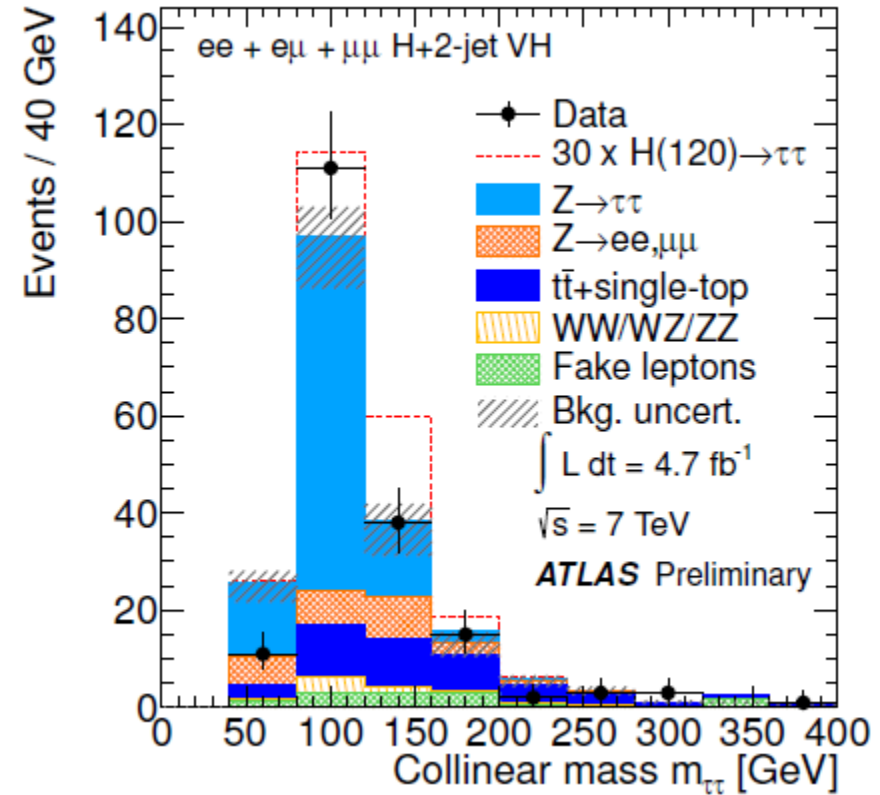 Events / 40 GeV
140
120
100
80
60
40
20
0
ee + eμ + μμ H+2-jet VH
Data
30 x H(120)→ττ
Z→ττ
Z→ee,μμ
tt̄+single-top
WW/WZ/ZZ
Fake leptons
Bkg. uncert.
∫ L dt = 4.7 fb⁻¹
√s = 7 TeV
ATLAS Preliminary
0 50 100 150 200 250 300 350 400
Collinear mass m_ττ [GeV]